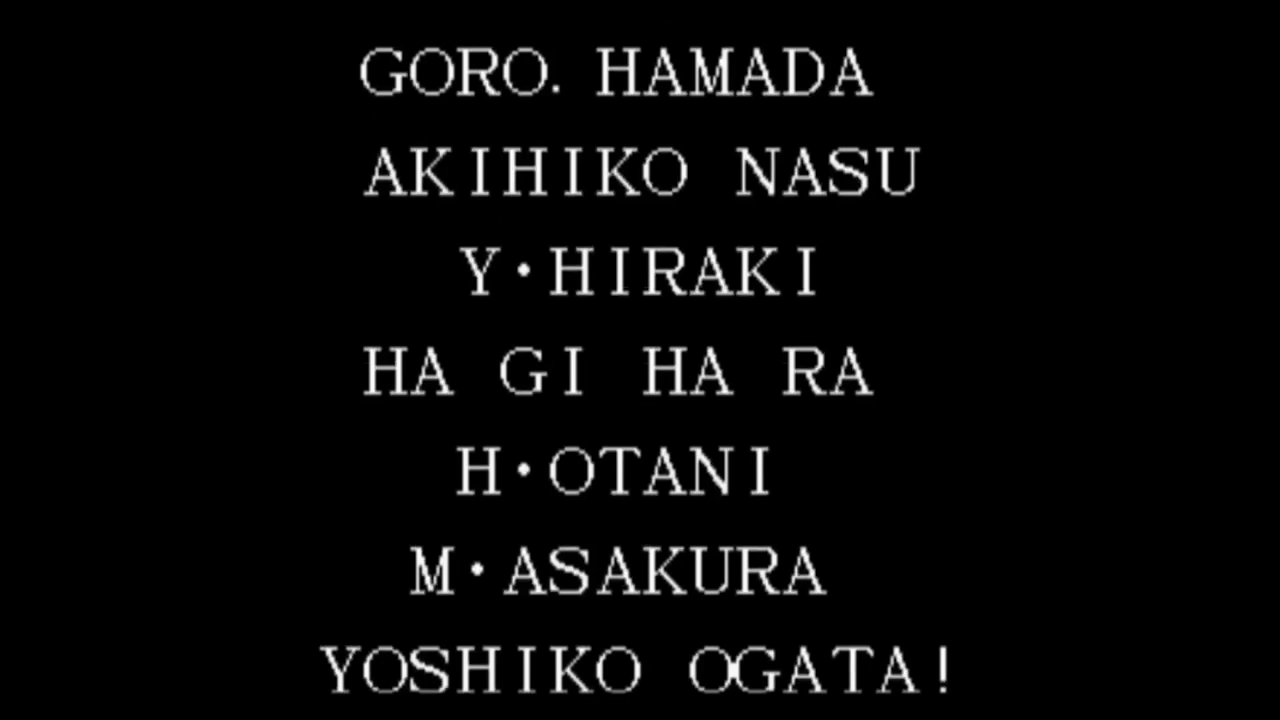 GORO. HAMADA
AKIHIKO NASU
Y・HIRAKI
HA GI HA RA
H・OTANI
M・ASAKURA
YOSHIKO OGATA!